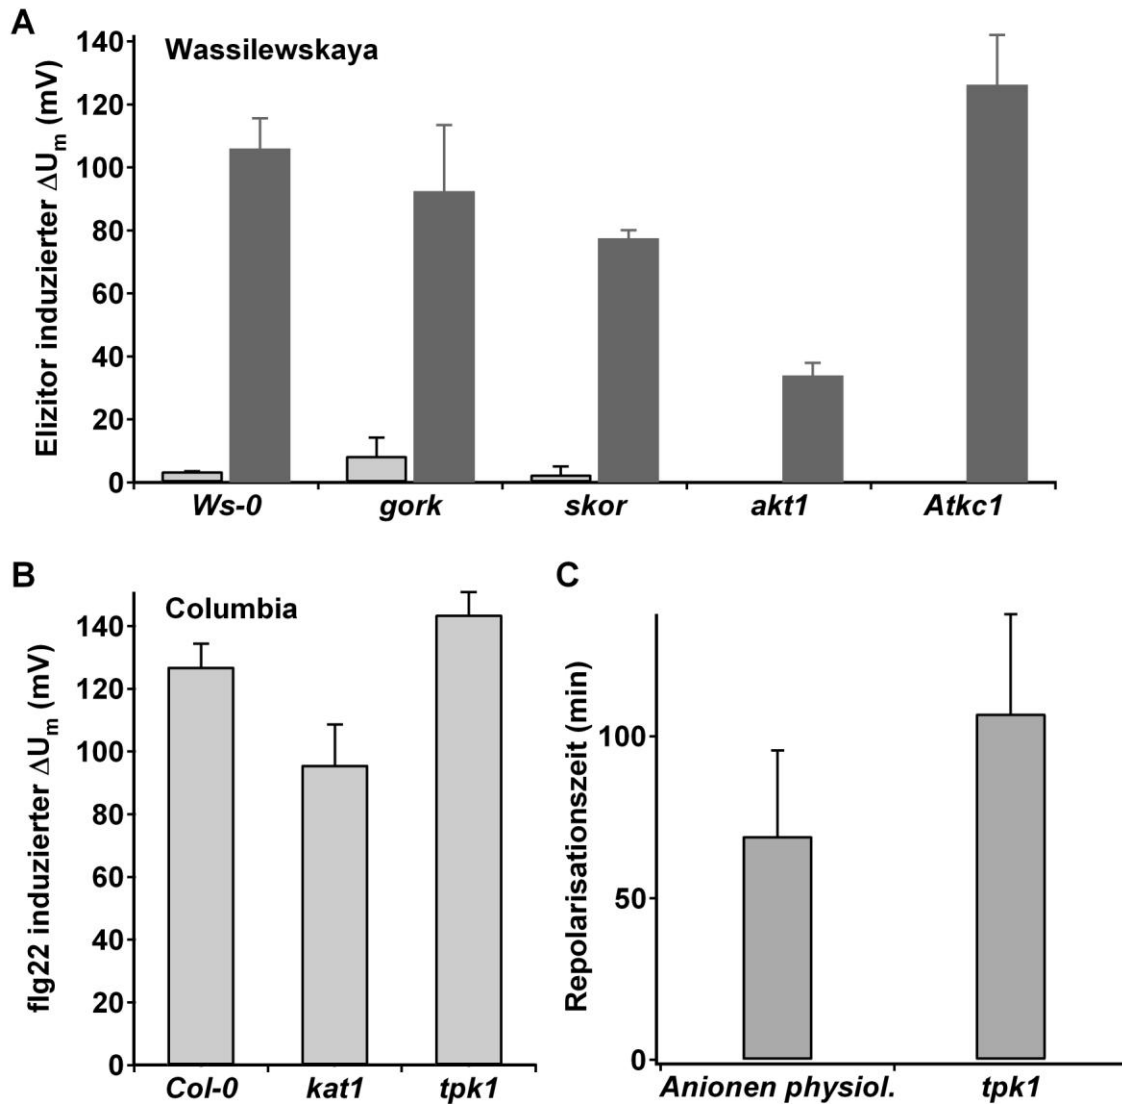 A
Wassilewskaya
Elizitor induzierter ΔUm (mV)
140
120
100
80
60
40
20
0
Ws-0 gork skor akt1 Atkc1
B
Columbia
flg22 induzierter ΔUm (mV)
140
120
100
80
60
40
20
0
Col-0 kat1 tpk1
C
Repolarisationszeit (min)
100
50
0
Anionen physiol. tpk1